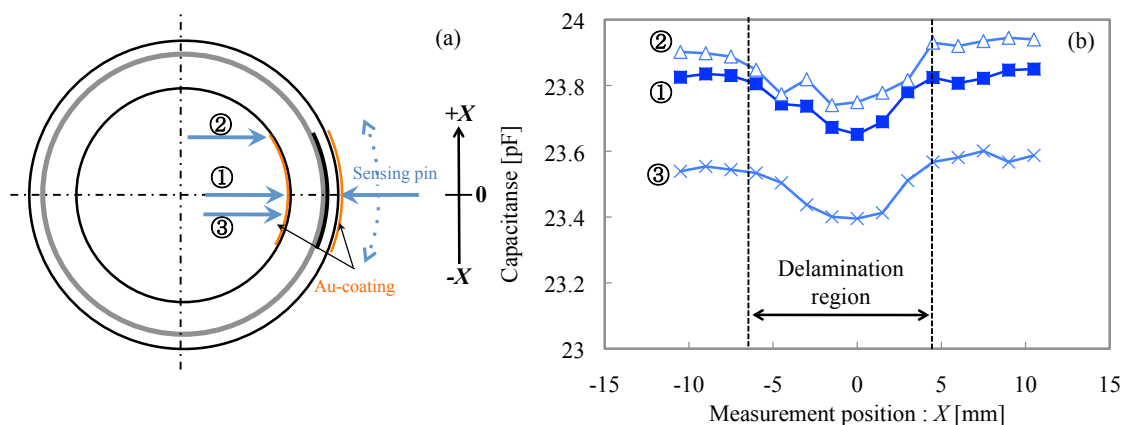 (a)
②
+X
①
Sensing pin
0
③
-X
Au-coating
Capacitanse [pF]
24
23.8
23.6
23.4
23.2
23
②
①
③
(b)
Delamination
region
-15
-10
-5
0
5
10
15
Measurement position : X [mm]